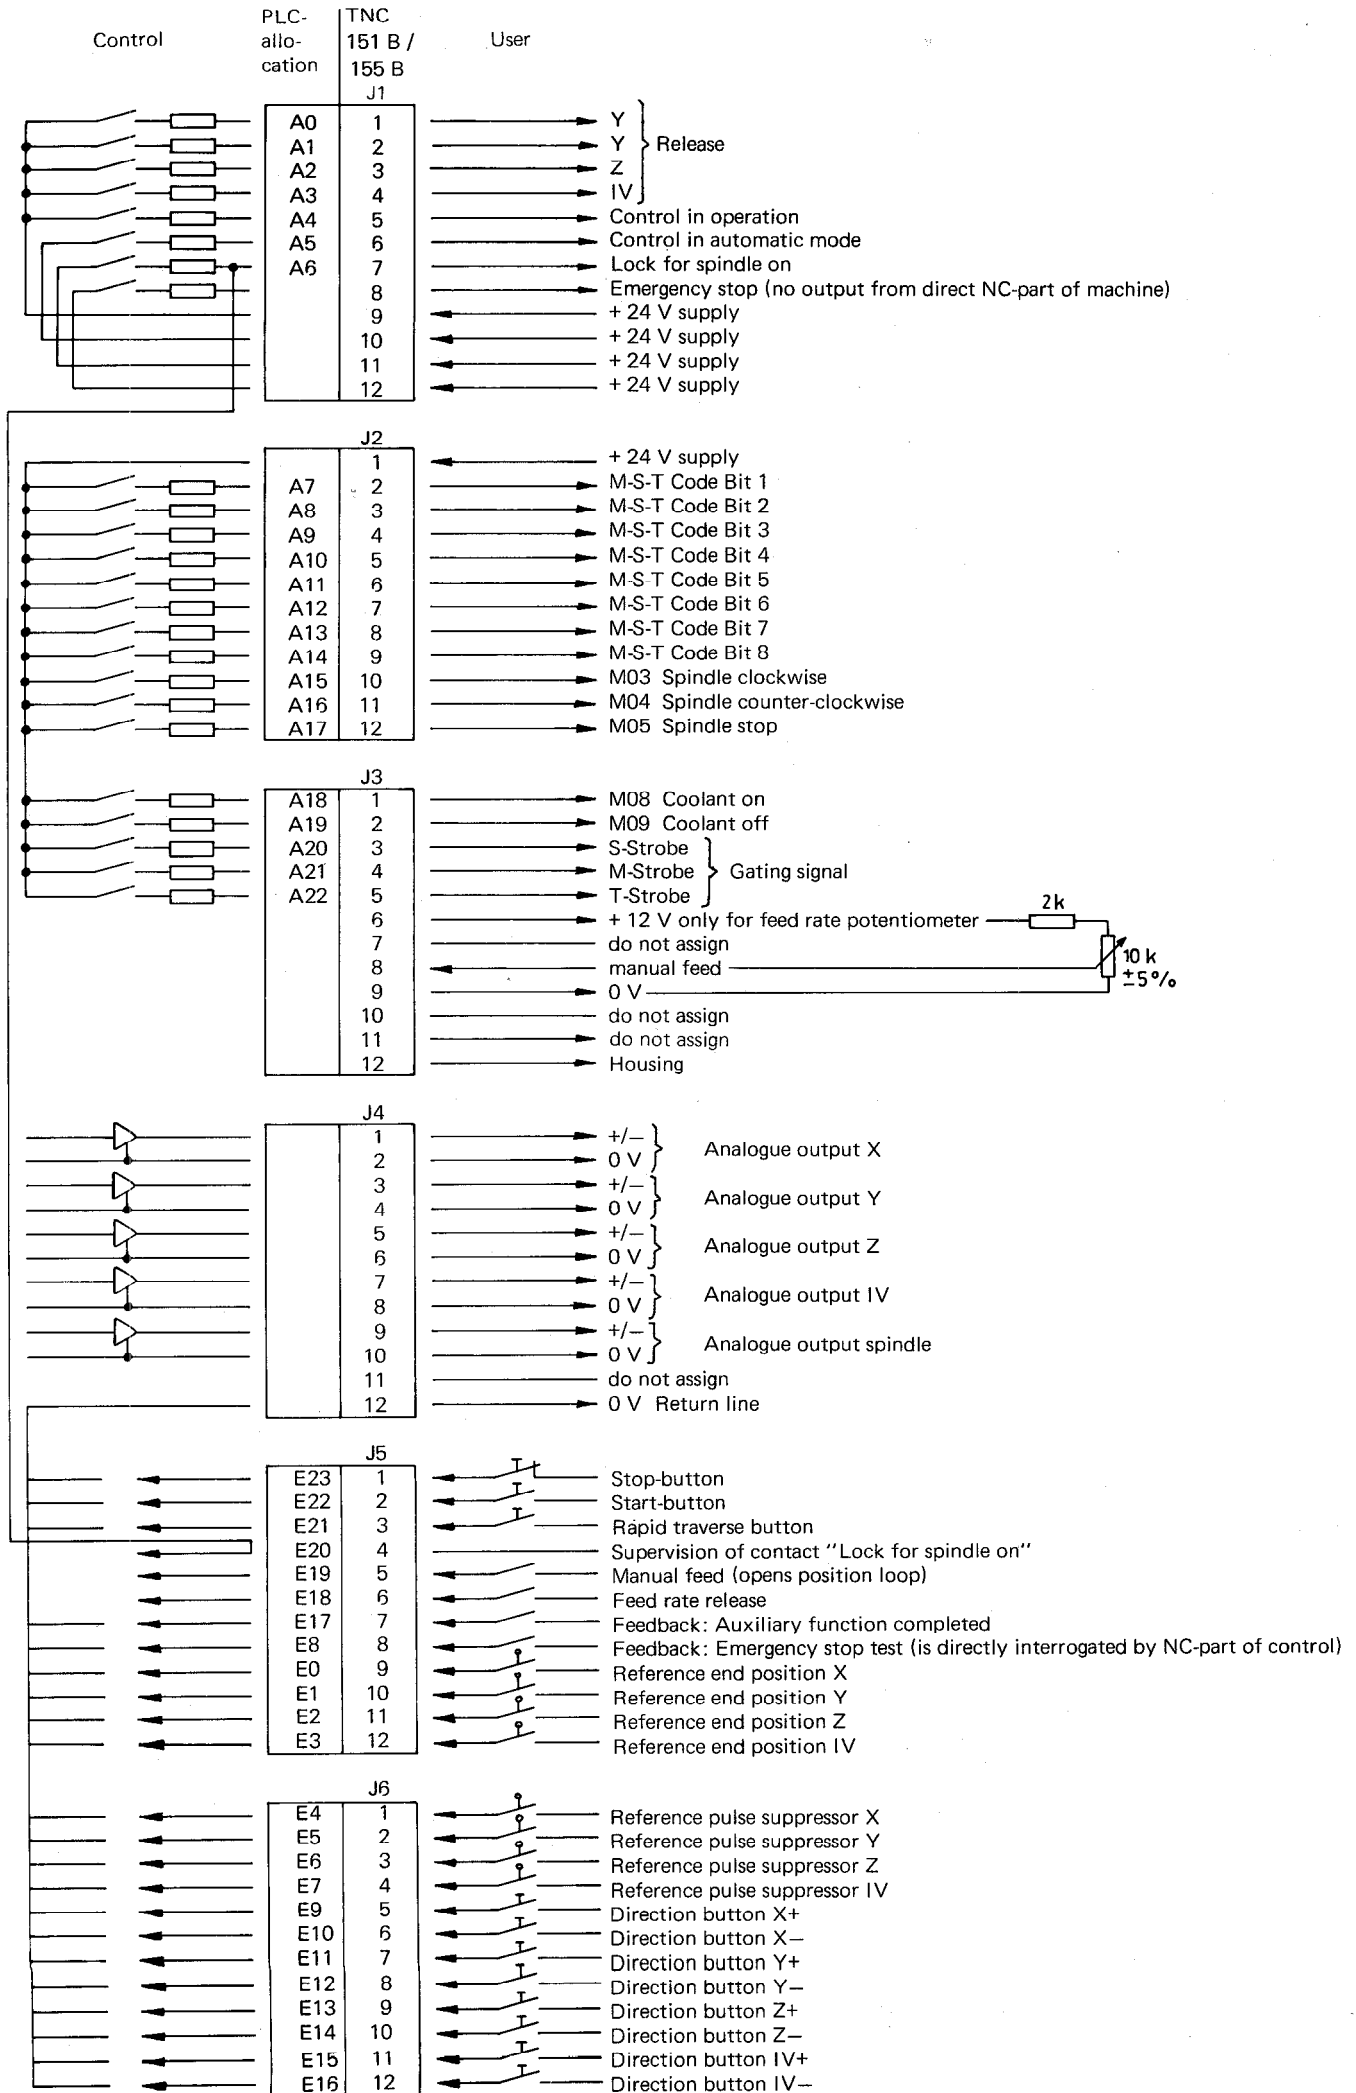 Control PLC- allo- cation TNC 151 B / 155 B User
J1
A0 1 Y
A1 2 Y Release
A2 3 Z
A3 4 IV
A4 5 Control in operation
A5 6 Control in automatic mode
A6 7 Lock for spindle on
8 Emergency stop (no output from direct NC-part of machine)
9 + 24 V supply
10 + 24 V supply
11 + 24 V supply
12 + 24 V supply
J2
1 + 24 V supply
A7 2 M-S-T Code Bit 1
A8 3 M-S-T Code Bit 2
A9 4 M-S-T Code Bit 3
A10 5 M-S-T Code Bit 4
A11 6 M-S-T Code Bit 5
A12 7 M-S-T Code Bit 6
A13 8 M-S-T Code Bit 7
A14 9 M-S-T Code Bit 8
A15 10 M03 Spindle clockwise
A16 11 M04 Spindle counter-clockwise
A17 12 M05 Spindle stop
J3
A18 1 M08 Coolant on
A19 2 M09 Coolant off
A20 3 S-Strobe
A21 4 M-Strobe Gating signal
A22 5 T-Strobe
6 + 12 V only for feed rate potentiometer 2k
7 do not assign
8 manual feed 10 k ±5%
9 0 V
10 do not assign
11 do not assign
12 Housing
J4
1 +/–
2 0 V Analogue output X
3 +/–
4 0 V Analogue output Y
5 +/–
6 0 V Analogue output Z
7 +/–
8 0 V Analogue output IV
9 +/–
10 0 V Analogue output spindle
11 do not assign
12 0 V Return line
J5
E23 1 Stop-button
E22 2 Start-button
E21 3 Rapid traverse button
E20 4 Supervision of contact "Lock for spindle on"
E19 5 Manual feed (opens position loop)
E18 6 Feed rate release
E17 7 Feedback: Auxiliary function completed
E8 8 Feedback: Emergency stop test (is directly interrogated by NC-part of control)
E0 9 Reference end position X
E1 10 Reference end position Y
E2 11 Reference end position Z
E3 12 Reference end position IV
J6
E4 1 Reference pulse suppressor X
E5 2 Reference pulse suppressor Y
E6 3 Reference pulse suppressor Z
E7 4 Reference pulse suppressor IV
E9 5 Direction button X+
E10 6 Direction button X–
E11 7 Direction button Y+
E12 8 Direction button Y–
E13 9 Direction button Z+
E14 10 Direction button Z–
E15 11 Direction button IV+
E16 12 Direction button IV–